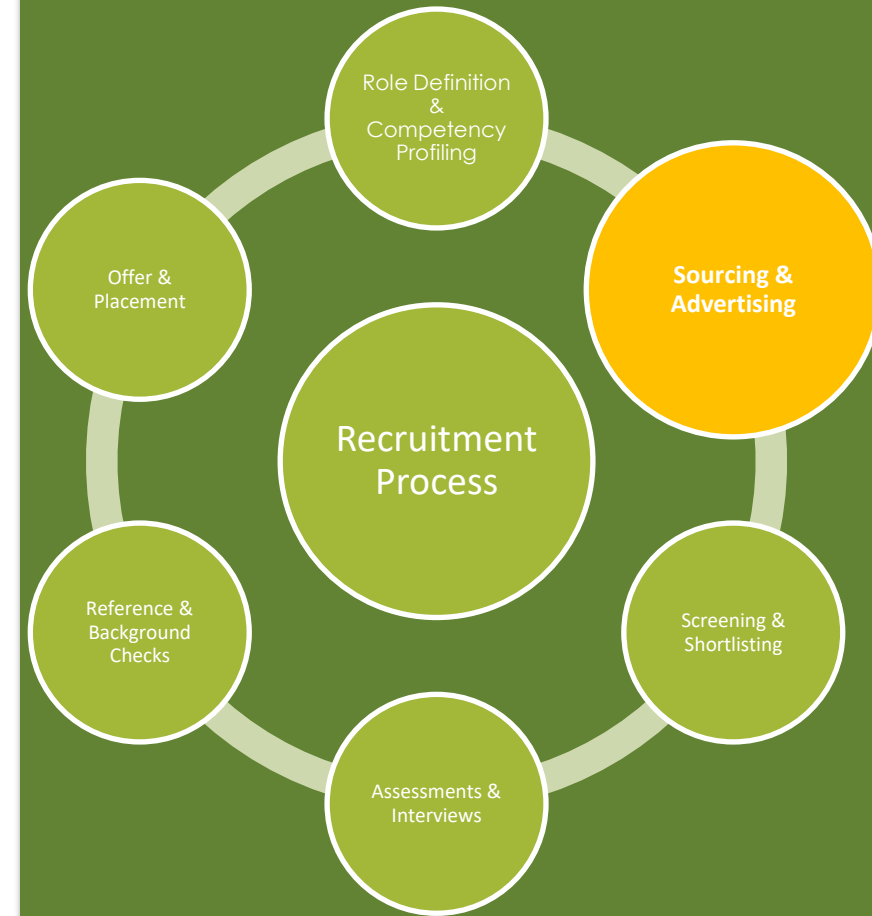 Role Definition
&
Competency
Profiling
Sourcing &
Advertising
Screening &
Shortlisting
Assessments &
Interviews
Reference &
Background
Checks
Offer &
Placement
Recruitment
Process